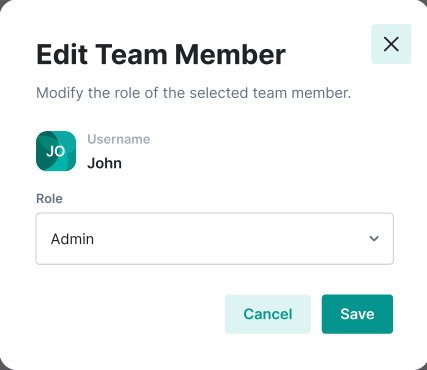 Edit Team Member
Modify the role of the selected team member.
JO
Username
John
Role
Admin
Cancel
Save